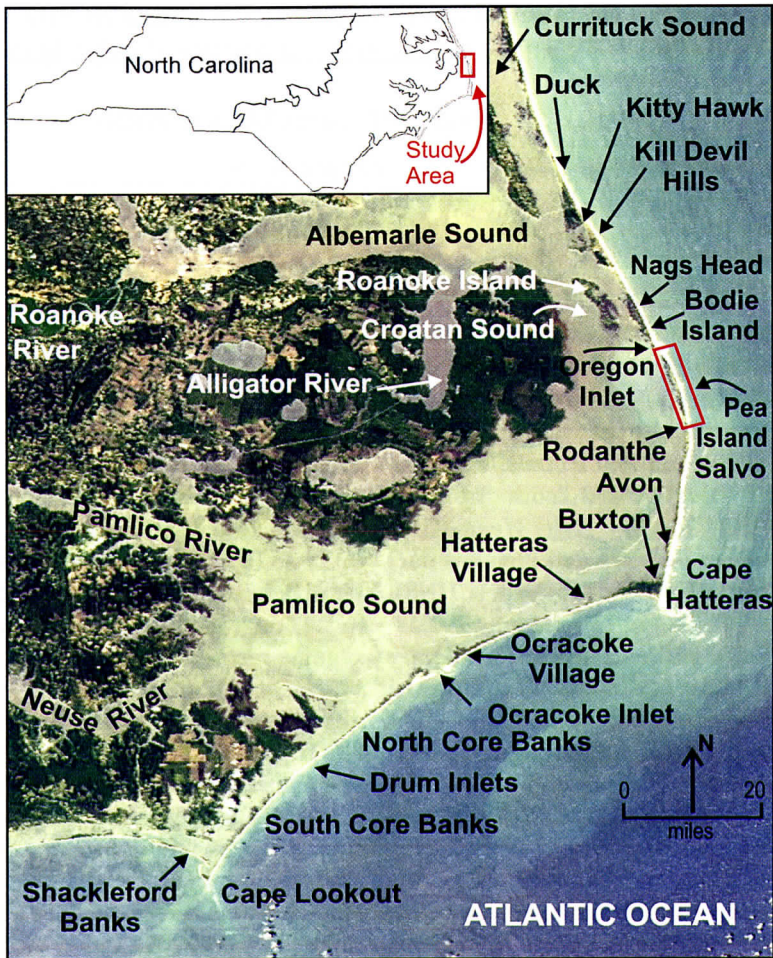 North Carolina
Study
Area
Currituck Sound
Duck
Kitty Hawk
Kill Devil
Hills
Albemarle Sound
Nags Head
Roanoke Island
Bodie
Island
Roanoke
River
Croatan Sound
Oregon
Inlet
Alligator River
Pea
Island
Salvo
Rodanthe
Avon
Pamlico River
Buxton
Hatteras
Village
Cape
Hatteras
Pamlico Sound
Ocracoke
Village
Neuse River
Ocracoke Inlet
North Core Banks
N
0 20
miles
Drum Inlets
South Core Banks
Shackleford
Banks
Cape Lookout
ATLANTIC OCEAN